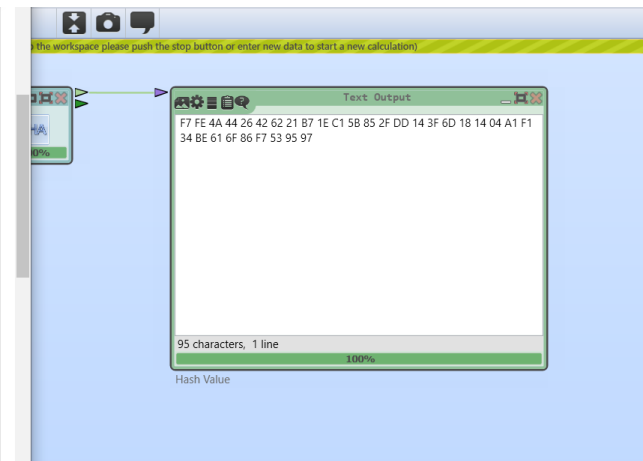 the workspace please push the stop button or enter new data to start a new calculation)
Text Output
HA
F7 FE 4A 44 26 42 62 21 B7 1E C1 5B 85 2F DD 14 3F 6D 18 14 04 A1 F1
34 BE 61 6F 86 F7 53 95 97
0%
95 characters, 1 line
100%
Hash Value